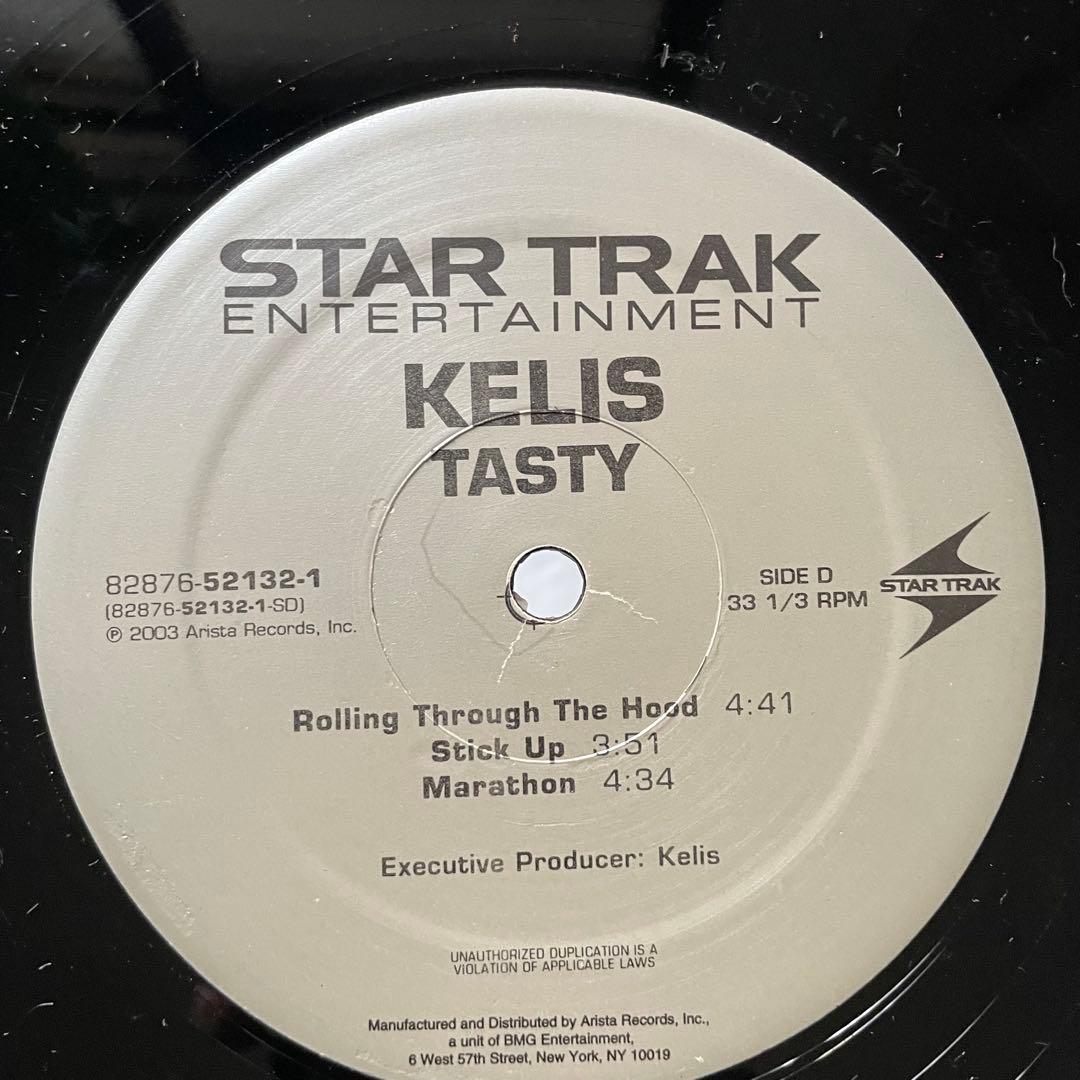 STAR TRAK
ENTERTAINMENT
KELIS
TASTY
82876-52132-1
(82876-52132-1-SD)
℗ 2003 Arista Records, Inc.
SIDE D
33 1/3 RPM
STAR TRAK
Rolling Through The Hood 4:41
Stick Up 3:51
Marathon 4:34
Executive Producer: Kelis
UNAUTHORIZED DUPLICATION IS A
VIOLATION OF APPLICABLE LAWS
Manufactured and Distributed by Arista Records, Inc.,
a unit of BMG Entertainment,
6 West 57th Street, New York, NY 10019